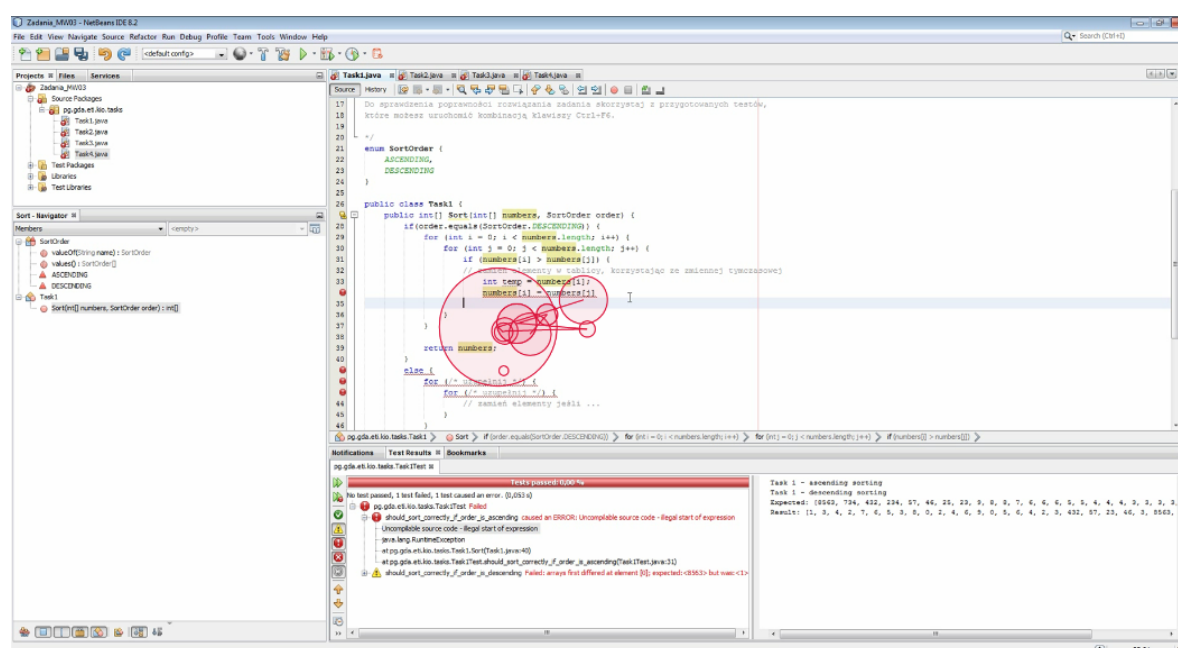 Zadania_MW03 - NetBeans IDE 8.2
File Edit View Navigate Source Refactor Run Debug Profile Team Tools Window Help
Search (Ctrl+I)
<default config>
Projects Files Services
Zadania_MW03
Source Packages
pg.gda.eti.kio.tasks
Task1.java
Task2.java
Task3.java
Task4.java
Test Packages
Libraries
Test Libraries
Sort - Navigator
Members <empty>
SortOrder
valueOf(String name) : SortOrder
values() : SortOrder[]
ASCENDING
DESCENDING
Task1
Sort(int[] numbers, SortOrder order) : int[]
Task1.java Task2.java Task3.java Task4.java
Source History
17 Do sprawdzenia poprawności rozwiązania zadania skorzystaj z przygotowanych testów,
18 które możesz uruchomić kombinacją klawiszy Ctrl+F6.
19
20 */
21 enum SortOrder {
22 ASCENDING,
23 DESCENDING
24 }
25
26 public class Task1 {
public int[] Sort(int[] numbers, SortOrder order) {
28 if(order.equals(SortOrder.DESCENDING)) {
29 for (int i = 0; i < numbers.length; i++) {
30 for (int j = 0; j < numbers.length; j++) {
31 if (numbers[i] > numbers[j]) {
32 // zamień elementy w tablicy, korzystając ze zmiennej tymczasowej
33 int temp = numbers[i];
numbers[i] = numbers[j]
35
36 }
37 }
38
39 return numbers;
40 }
else {
for (/* uzupełnij */) {
for (/* uzupełnij */) {
44 // zamień elementy jeśli ...
45 }
46 }
pg.gda.eti.kio.tasks.Task1 Sort if (order.equals(SortOrder.DESCENDING)) for (int i = 0; i < numbers.length; i++) for (int j = 0; j < numbers.length; j++) if (numbers[i] > numbers[j])
Notifications Test Results Bookmarks
pg.gda.eti.kio.tasks.Task1Test
Tests passed: 0,00 %
No test passed, 1 test failed, 1 test caused an error. (0,053 s)
pg.gda.eti.kio.tasks.Task1Test Failed
should_sort_correctly_if_order_is_ascending caused an ERROR: Uncompilable source code - illegal start of expression
Uncompilable source code - illegal start of expression
java.lang.RuntimeException
at pg.gda.eti.kio.tasks.Task1.Sort(Task1.java:40)
at pg.gda.eti.kio.tasks.Task1Test.should_sort_correctly_if_order_is_ascending(Task1Test.java:31)
should_sort_correctly_if_order_is_descending Failed: arrays first differed at element [0]; expected:<8563> but was:<1>
Task 1 - ascending sorting
Task 1 - descending sorting
Expected: [8563, 734, 432, 234, 57, 46, 25, 23, 9, 8, 8, 7, 6, 6, 6, 5, 5, 4, 4, 4, 3, 3, 3, 3,
Result: [1, 3, 4, 2, 7, 6, 5, 3, 8, 0, 2, 4, 6, 9, 0, 5, 6, 4, 2, 3, 432, 57, 23, 46, 3, 8563,